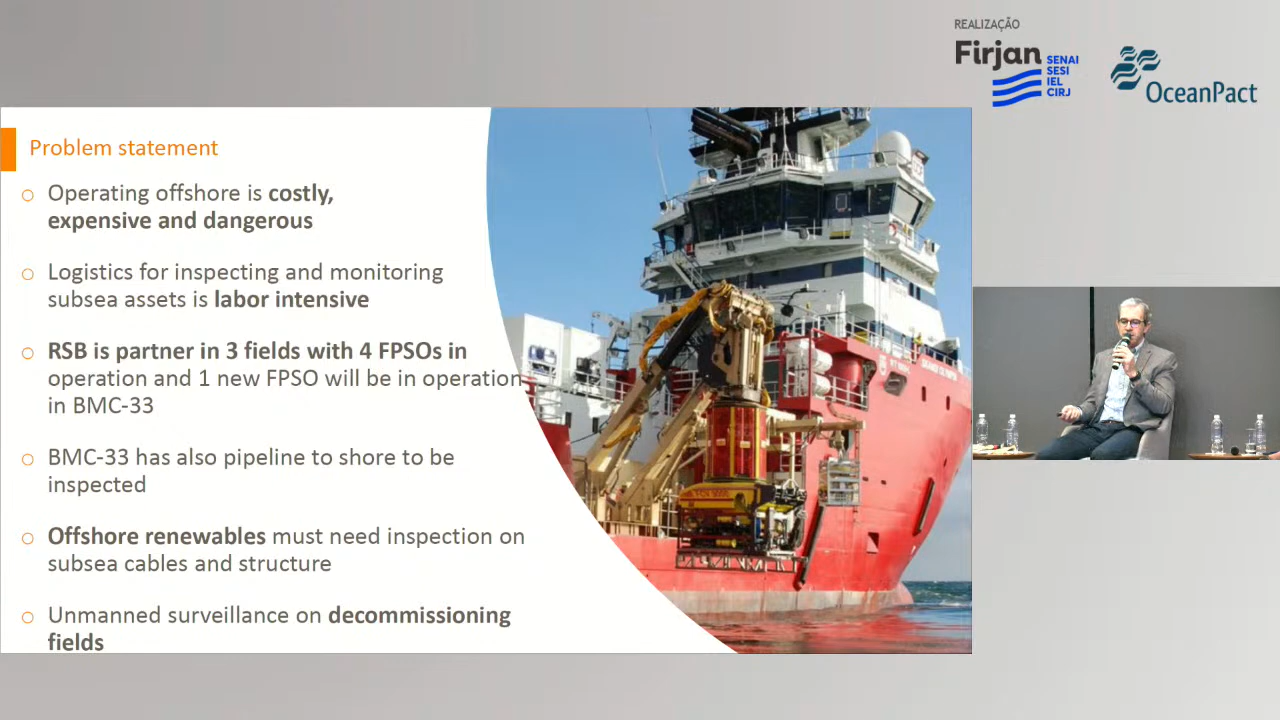 REALIZAÇÃO
Firjan
SENAI
SESI
IEL
CIRJ
OceanPact
Problem statement
Operating offshore is costly,
expensive and dangerous
Logistics for inspecting and monitoring
subsea assets is labor intensive
RSB is partner in 3 fields with 4 FPSOs in
operation and 1 new FPSO will be in operation
in BMC-33
BMC-33 has also pipeline to shore to be
inspected
Offshore renewables must need inspection on
subsea cables and structure
Unmanned surveillance on decommissioning
fields